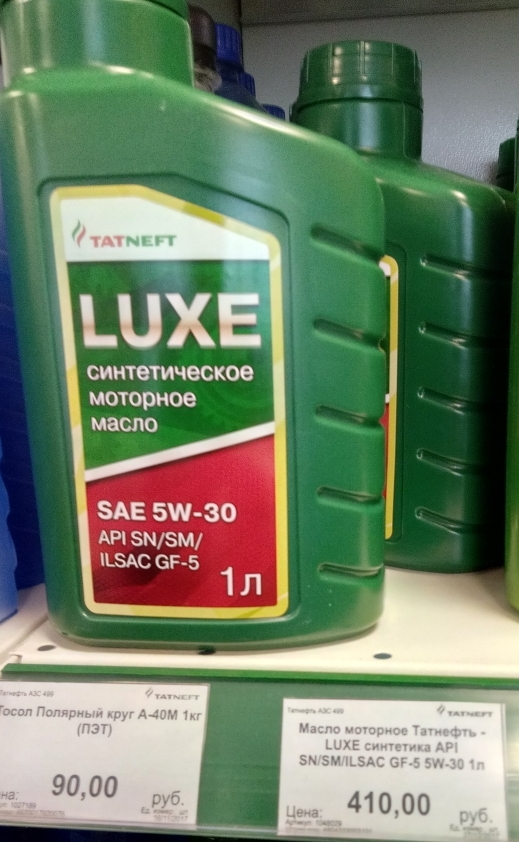 TATNEFT
LUXE
синтетическое
моторное
масло
SAE 5W-30
API SN/SM/
ILSAC GF-5
1л
Татнефть АЗС 499
TATNEFT
Тосол Полярный круг А-40М 1кг
(ПЭТ)
90,00
руб.
Татнефть АЗС 499
TATNEFT
Масло моторное Татнефть -
LUXE синтетика API
SN/SM/ILSAC GF-5 5W-30 1л
Цена:
410,00
руб.